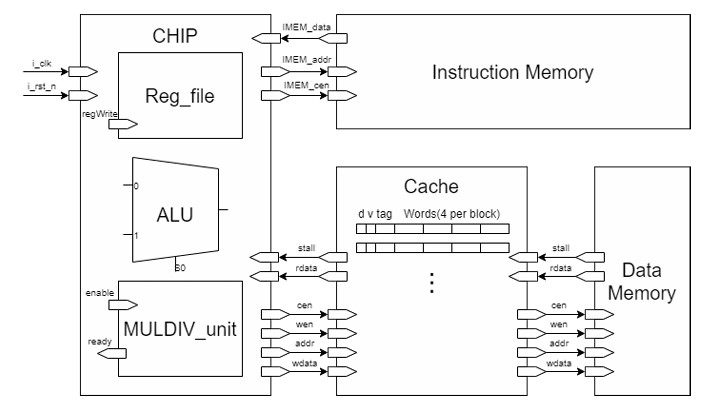 CHIP
IMEM_data
i_clk
IMEM_addr
Instruction Memory
i_rst_n
IMEM_cen
Reg_file
regWrite
Cache
d v tag Words(4 per block)
0
ALU
1
S0
stall
stall
rdata
rdata
Data
Memory
enable
cen
cen
MULDIV_unit
wen
wen
ready
addr
addr
wdata
wdata